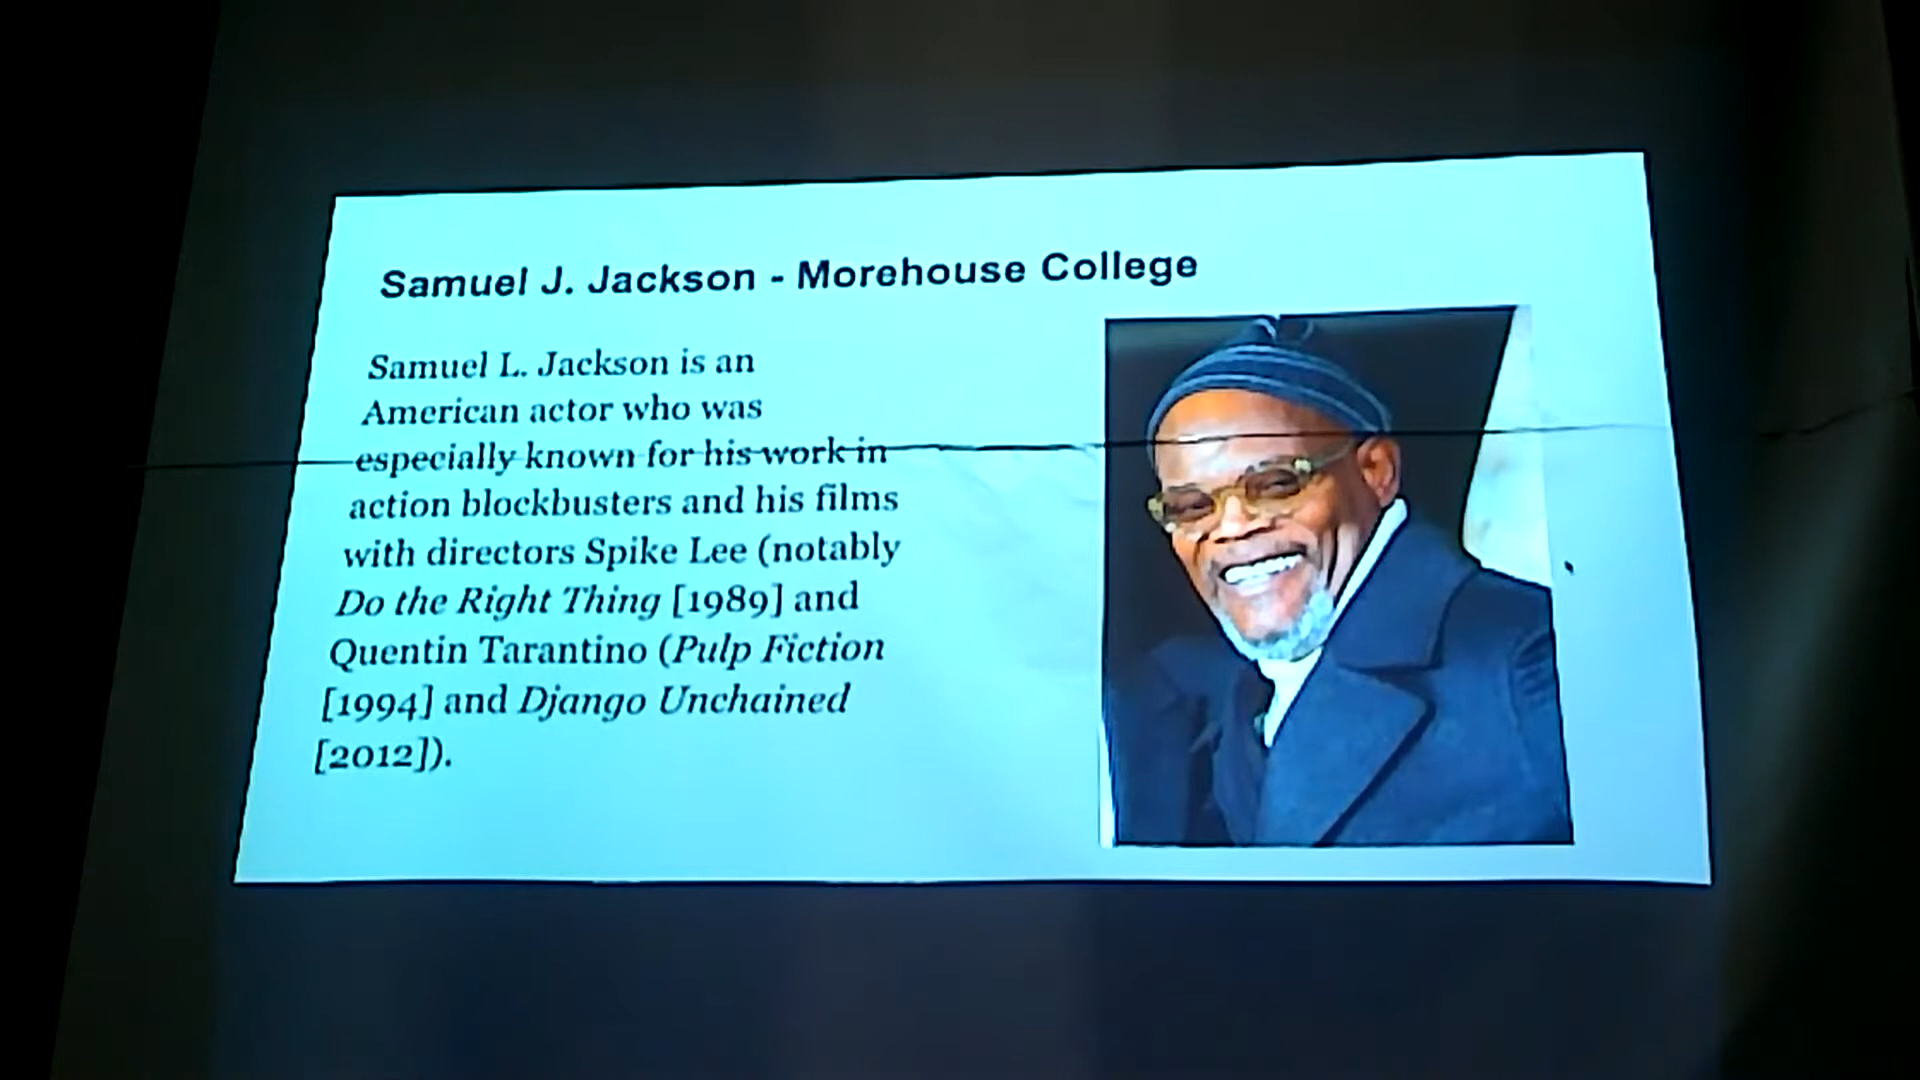 Samuel J. Jackson - Morehouse College
Samuel L. Jackson is an
American actor who was
especially known for his work in
action blockbusters and his films
with directors Spike Lee (notably
Do the Right Thing [1989] and
Quentin Tarantino (Pulp Fiction
[1994] and Django Unchained
[2012]).